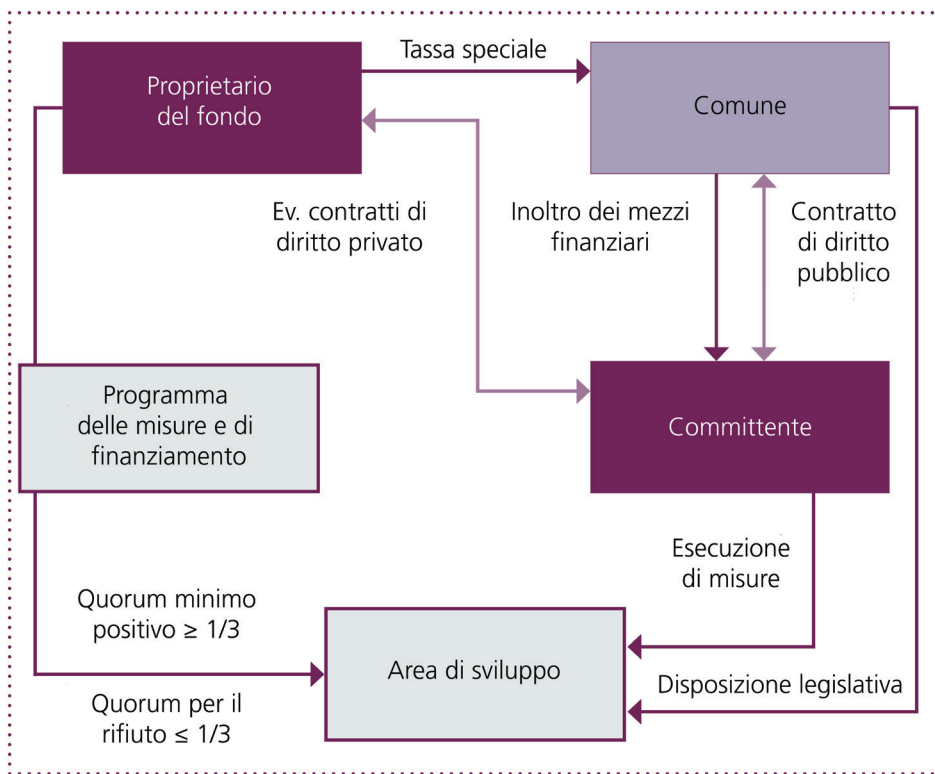 Tassa speciale
Proprietario
del fondo
Comune
Ev. contratti di
diritto privato
Inoltro dei mezzi
finanziari
Contratto
di diritto
pubblico
Programma
delle misure e di
finanziamento
Committente
Esecuzione
di misure
Quorum minimo
positivo ≥ 1/3
Area di sviluppo
Disposizione legislativa
Quorum per il
rifiuto ≤ 1/3